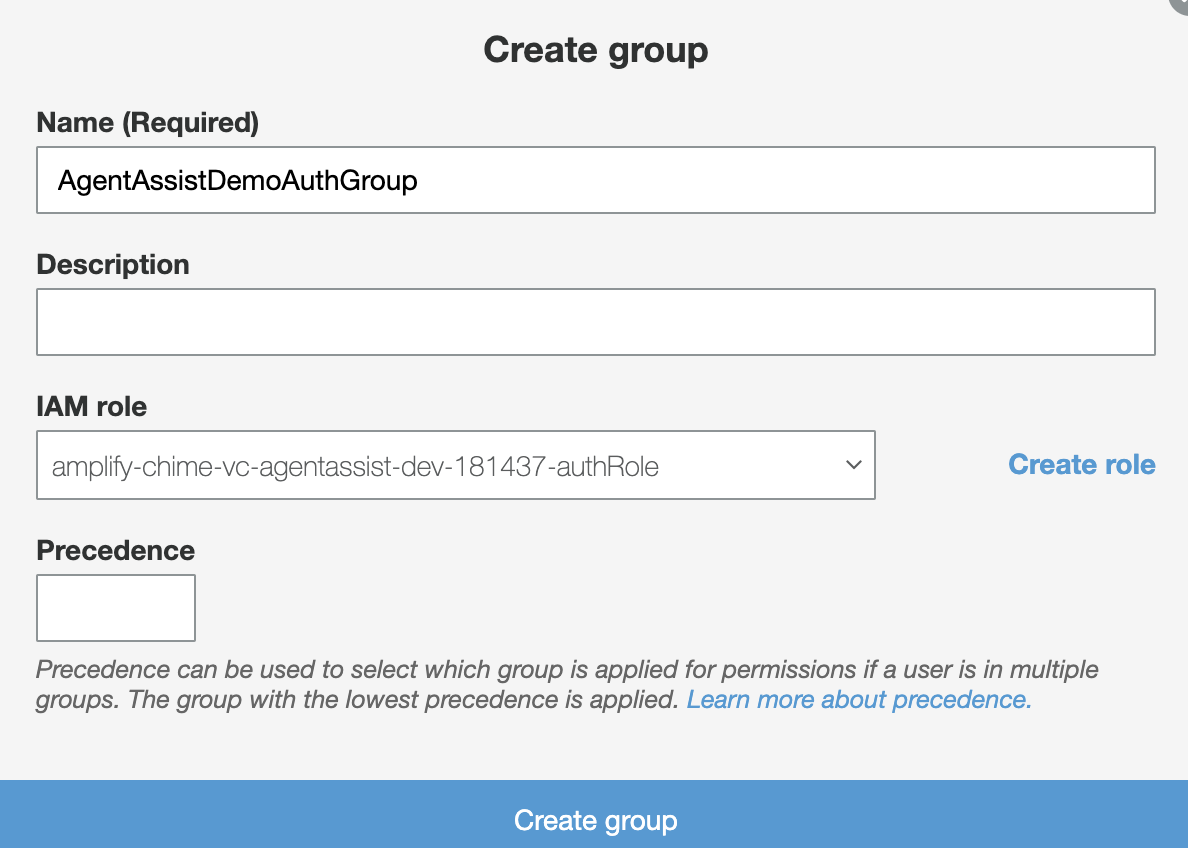 Create group
Name (Required)
AgentAssistDemoAuthGroup
Description
IAM role
amplify-chime-vc-agentassist-dev-181437-authRole
Create role
Precedence
Precedence can be used to select which group is applied for permissions if a user is in multiple
groups. The group with the lowest precedence is applied. Learn more about precedence.
Create group